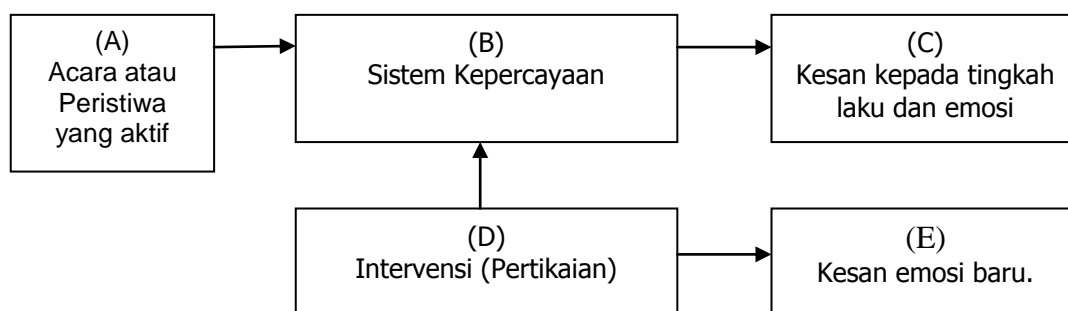 (A)
Acara atau
Peristiwa
yang aktif
(B)
Sistem Kepercayaan
(C)
Kesan kepada tingkah
laku dan emosi
(D)
Intervensi (Pertikaian)
(E)
Kesan emosi baru.